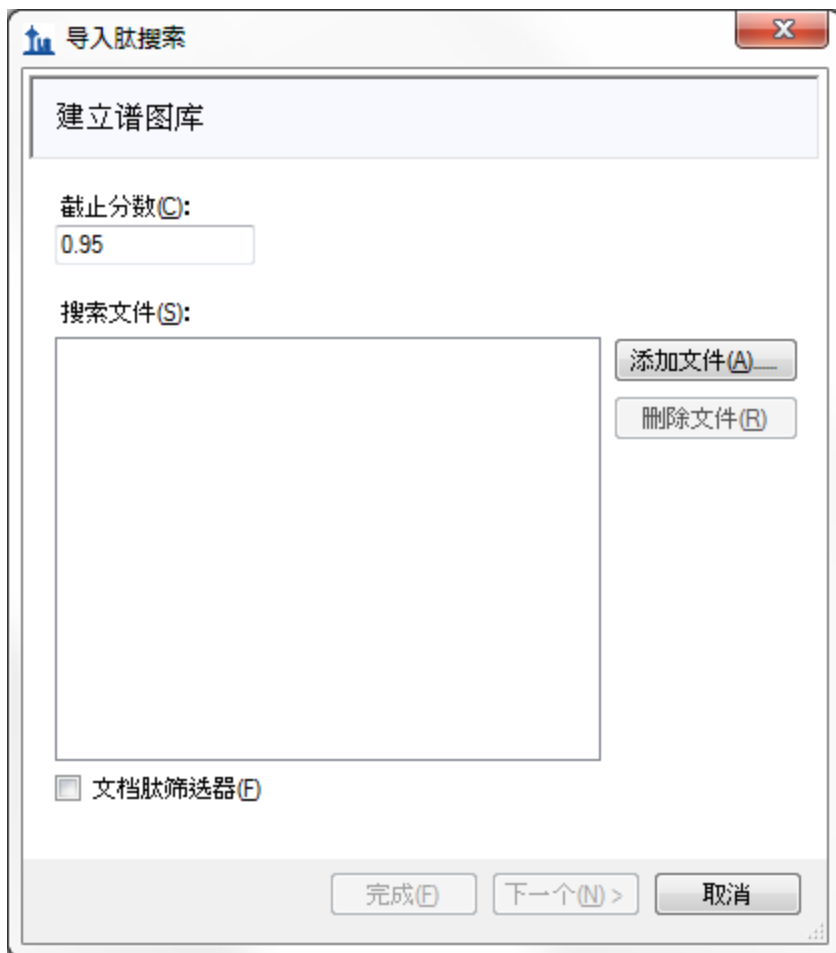 导入肽搜索
建立谱图库
截止分数(C):
0.95
搜索文件(S):
添加文件(A)......
删除文件(R)
文档肽筛选器(F)
完成(F)
下一个(N) >
取消